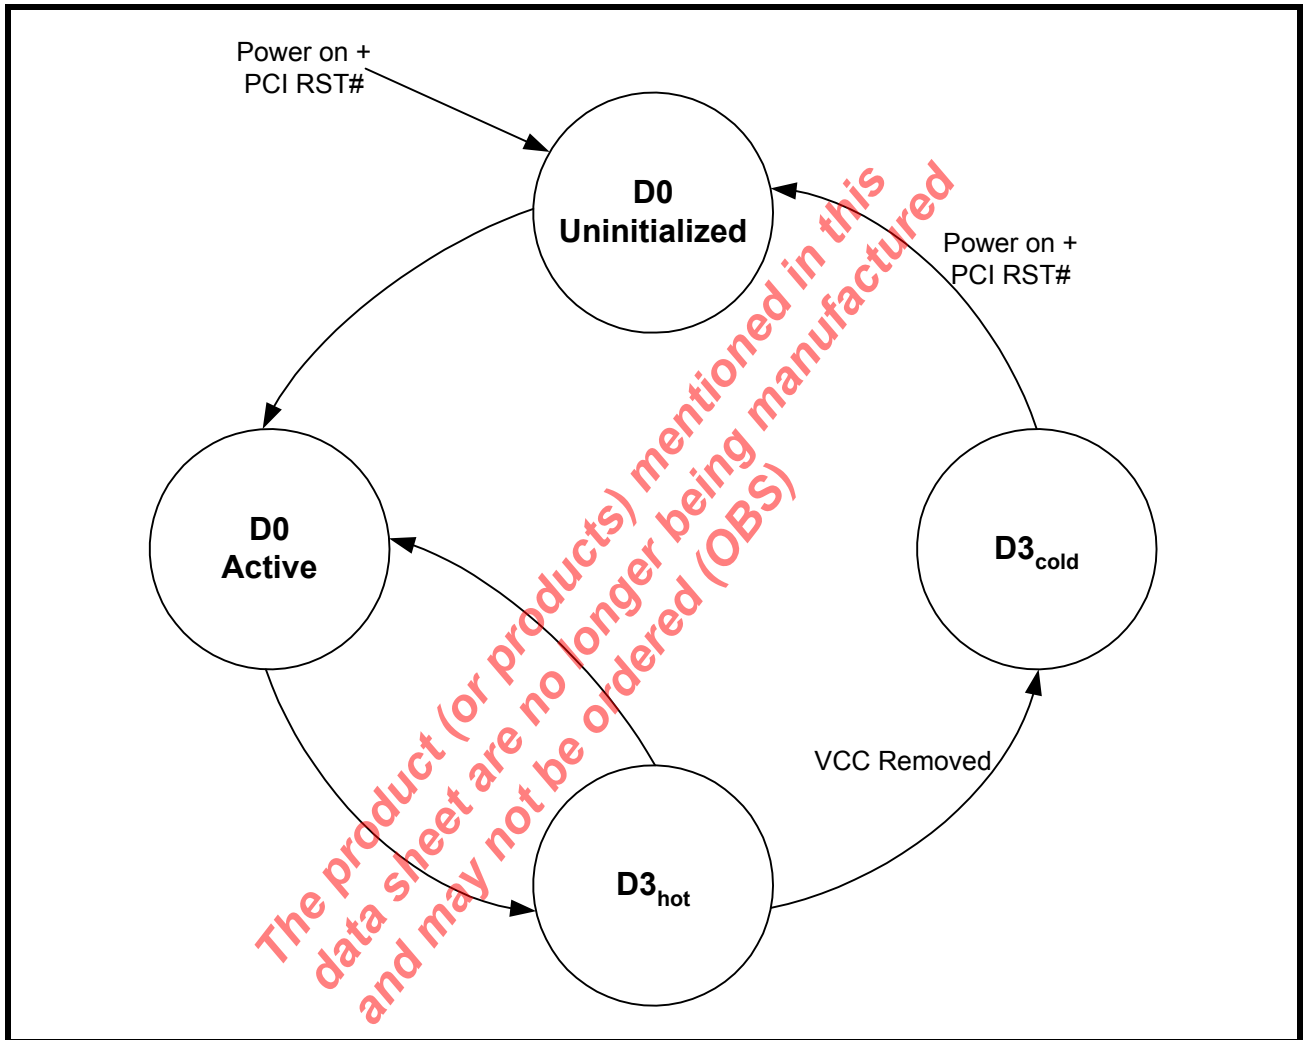 Power on +
PCI RST#
D0
Uninitialized
Power on +
PCI RST#
D0
Active
D3cold
VCC Removed
D3hot
The product (or products) mentioned in this
data sheet are no longer being manufactured
and may not be ordered (OBS)